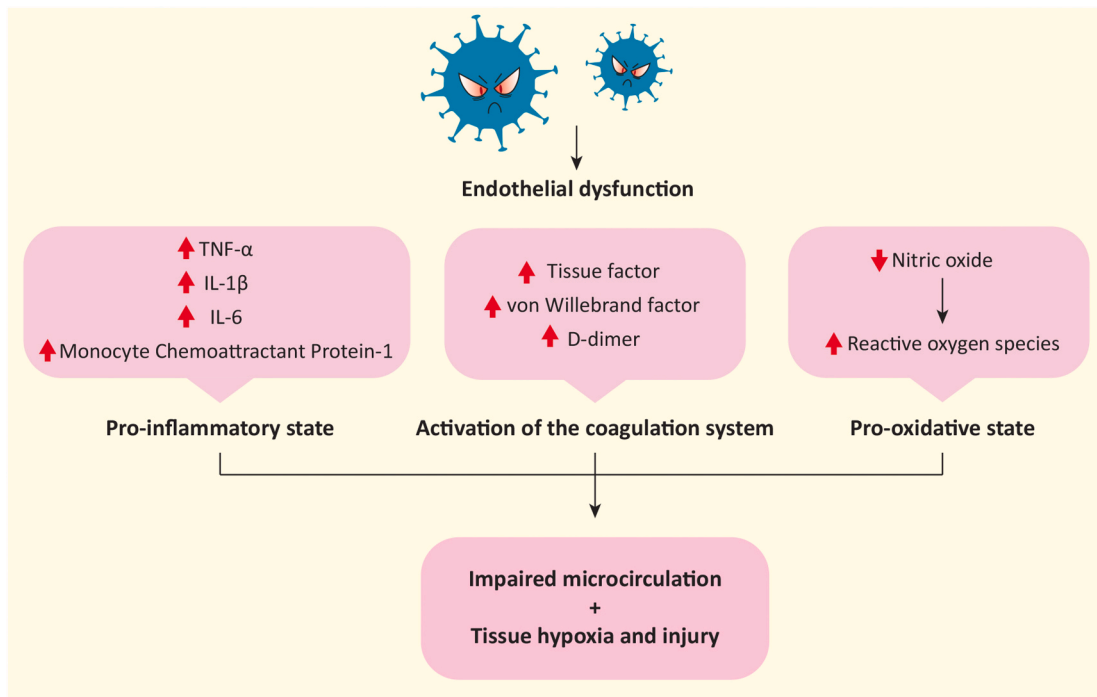 Endothelial dysfunction
TNF-α
IL-1β
IL-6
Monocyte Chemoattractant Protein-1
Tissue factor
von Willebrand factor
D-dimer
Nitric oxide
Reactive oxygen species
Pro-inflammatory state
Activation of the coagulation system
Pro-oxidative state
Impaired microcirculation
+
Tissue hypoxia and injury